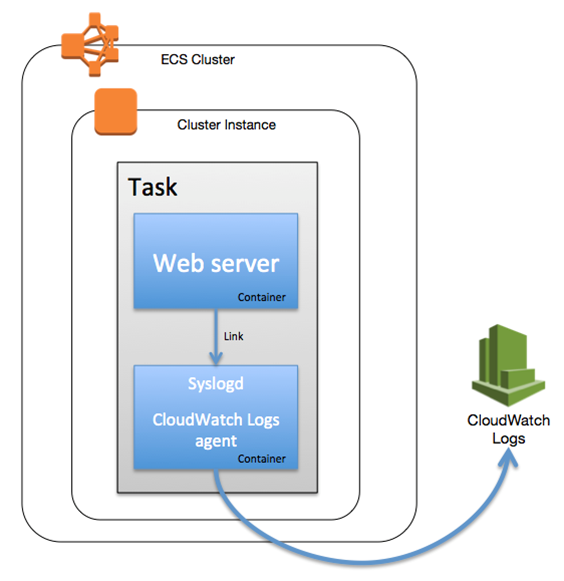 ECS Cluster
Cluster Instance
Task
Web server
Container
Link
Syslogd
CloudWatch Logs
agent
Container
CloudWatch
Logs